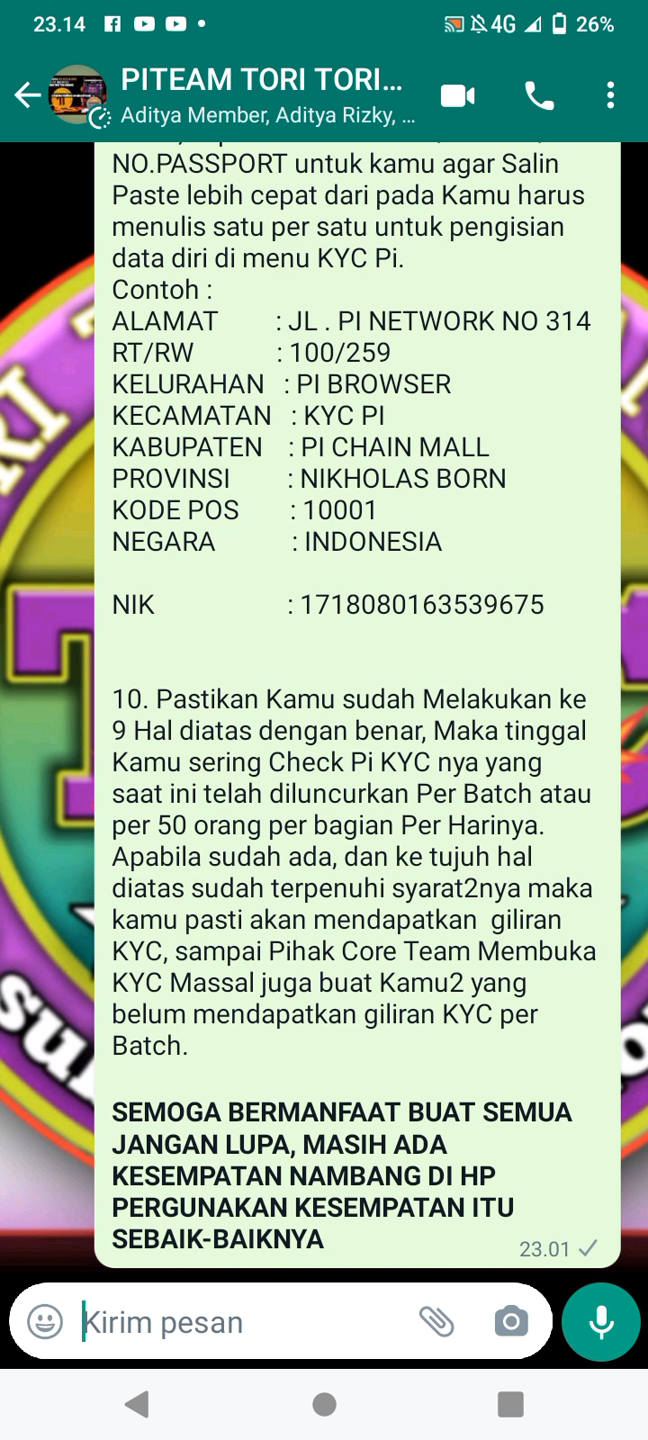 23.14 4G 26%
PITEAM TORI TORI...
Aditya Member, Aditya Rizky, ...
NO.PASSPORT untuk kamu agar Salin
Paste lebih cepat dari pada Kamu harus
menulis satu per satu untuk pengisian
data diri di menu KYC Pi.
Contoh :
ALAMAT : JL . PI NETWORK NO 314
RT/RW : 100/259
KELURAHAN : PI BROWSER
KECAMATAN : KYC PI
KABUPATEN : PI CHAIN MALL
PROVINSI : NIKHOLAS BORN
KODE POS : 10001
NEGARA : INDONESIA
NIK : 1718080163539675
10. Pastikan Kamu sudah Melakukan ke
9 Hal diatas dengan benar, Maka tinggal
Kamu sering Check Pi KYC nya yang
saat ini telah diluncurkan Per Batch atau
per 50 orang per bagian Per Harinya.
Apabila sudah ada, dan ke tujuh hal
diatas sudah terpenuhi syarat2nya maka
kamu pasti akan mendapatkan  giliran
KYC, sampai Pihak Core Team Membuka
KYC Massal juga buat Kamu2 yang
belum mendapatkan giliran KYC per
Batch.
SEMOGA BERMANFAAT BUAT SEMUA
JANGAN LUPA, MASIH ADA
KESEMPATAN NAMBANG DI HP
PERGUNAKAN KESEMPATAN ITU
SEBAIK-BAIKNYA
23.01
Kirim pesan